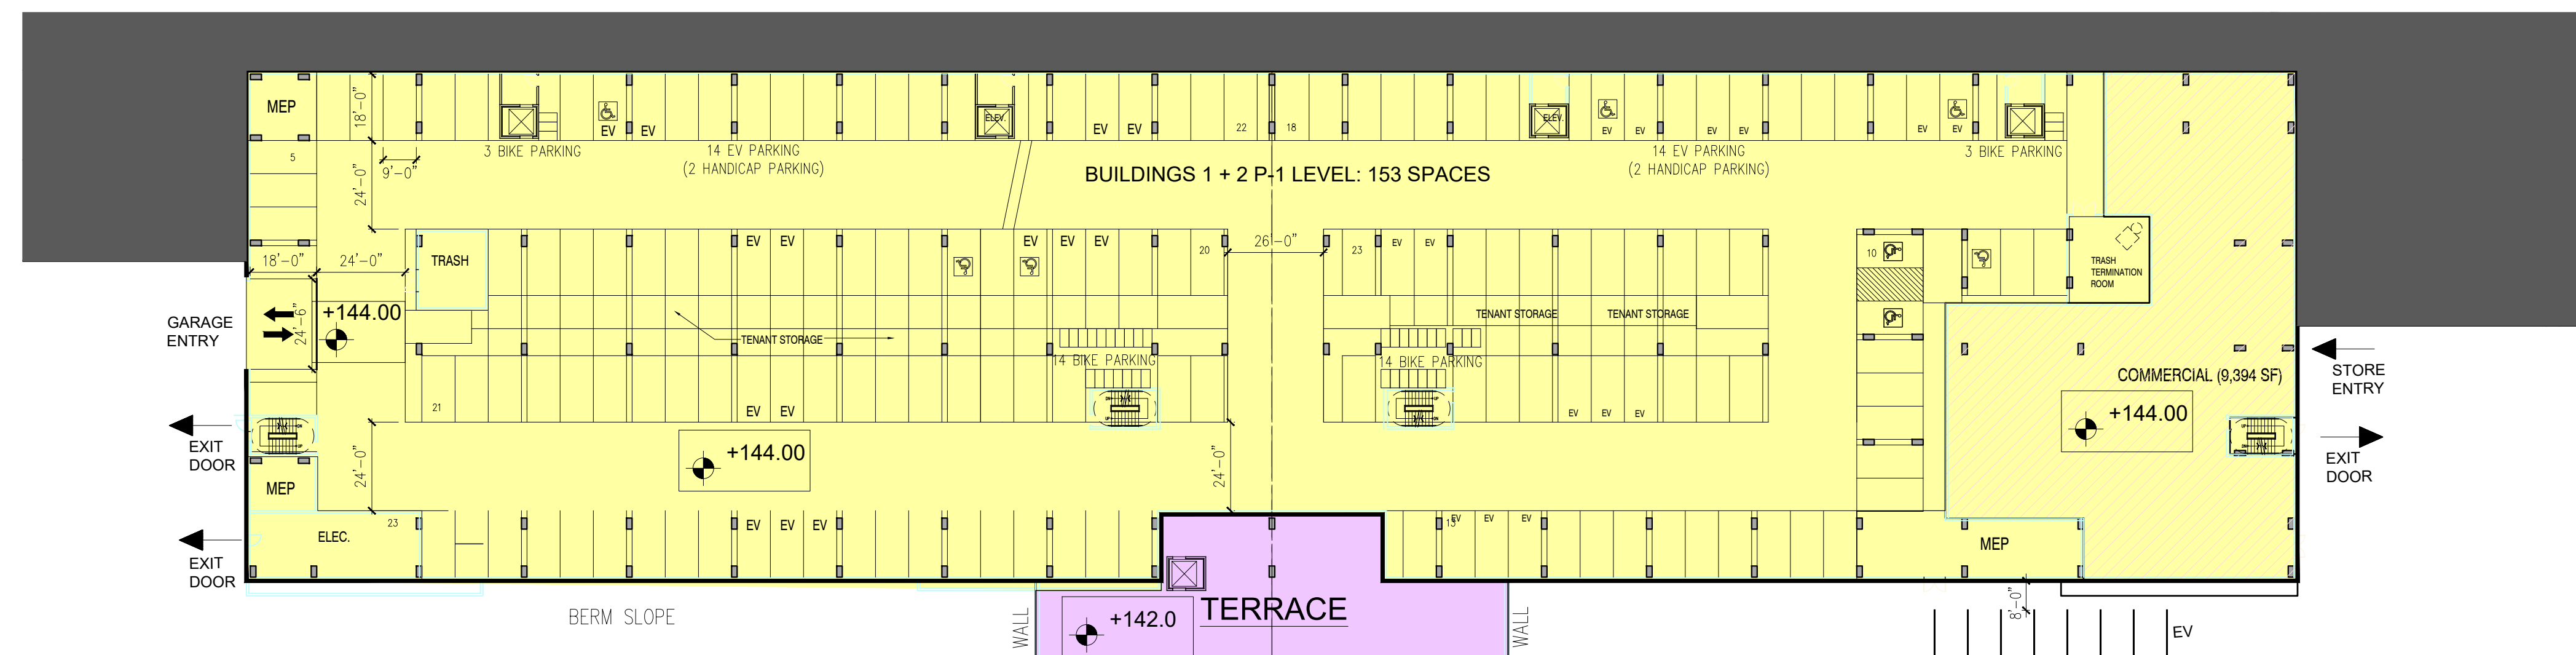 MEP
18'-0"
EV EV
EV EV
ELEV.
22 18
ELEV.
EV EV EV EV
EV EV
5
9'-0"
3 BIKE PARKING
14 EV PARKING
(2 HANDICAP PARKING)
14 EV PARKING
(2 HANDICAP PARKING)
3 BIKE PARKING
24'-0"
BUILDINGS 1 + 2 P-1 LEVEL: 153 SPACES
TRASH
EV EV
EV EV EV
20
26'-0"
23
EV EV
10
18'-0"
24'-0"
TRASH
TERMINATION
ROOM
GARAGE
ENTRY
24'-6"
+144.00
TENANT STORAGE
TENANT STORAGE
TENANT STORAGE
14 BIKE PARKING
14 BIKE PARKING
STORE
ENTRY
COMMERCIAL (9,394 SF)
+144.00
21
EV EV
EV EV EV
EXIT
DOOR
24'-0"
+144.00
24'-0"
EXIT
DOOR
MEP
23
ELEC.
EV EV EV
13
EV EV EV
MEP
EXIT
DOOR
BERM SLOPE
WALL
+142.0
TERRACE
WALL
8'-0"
EV